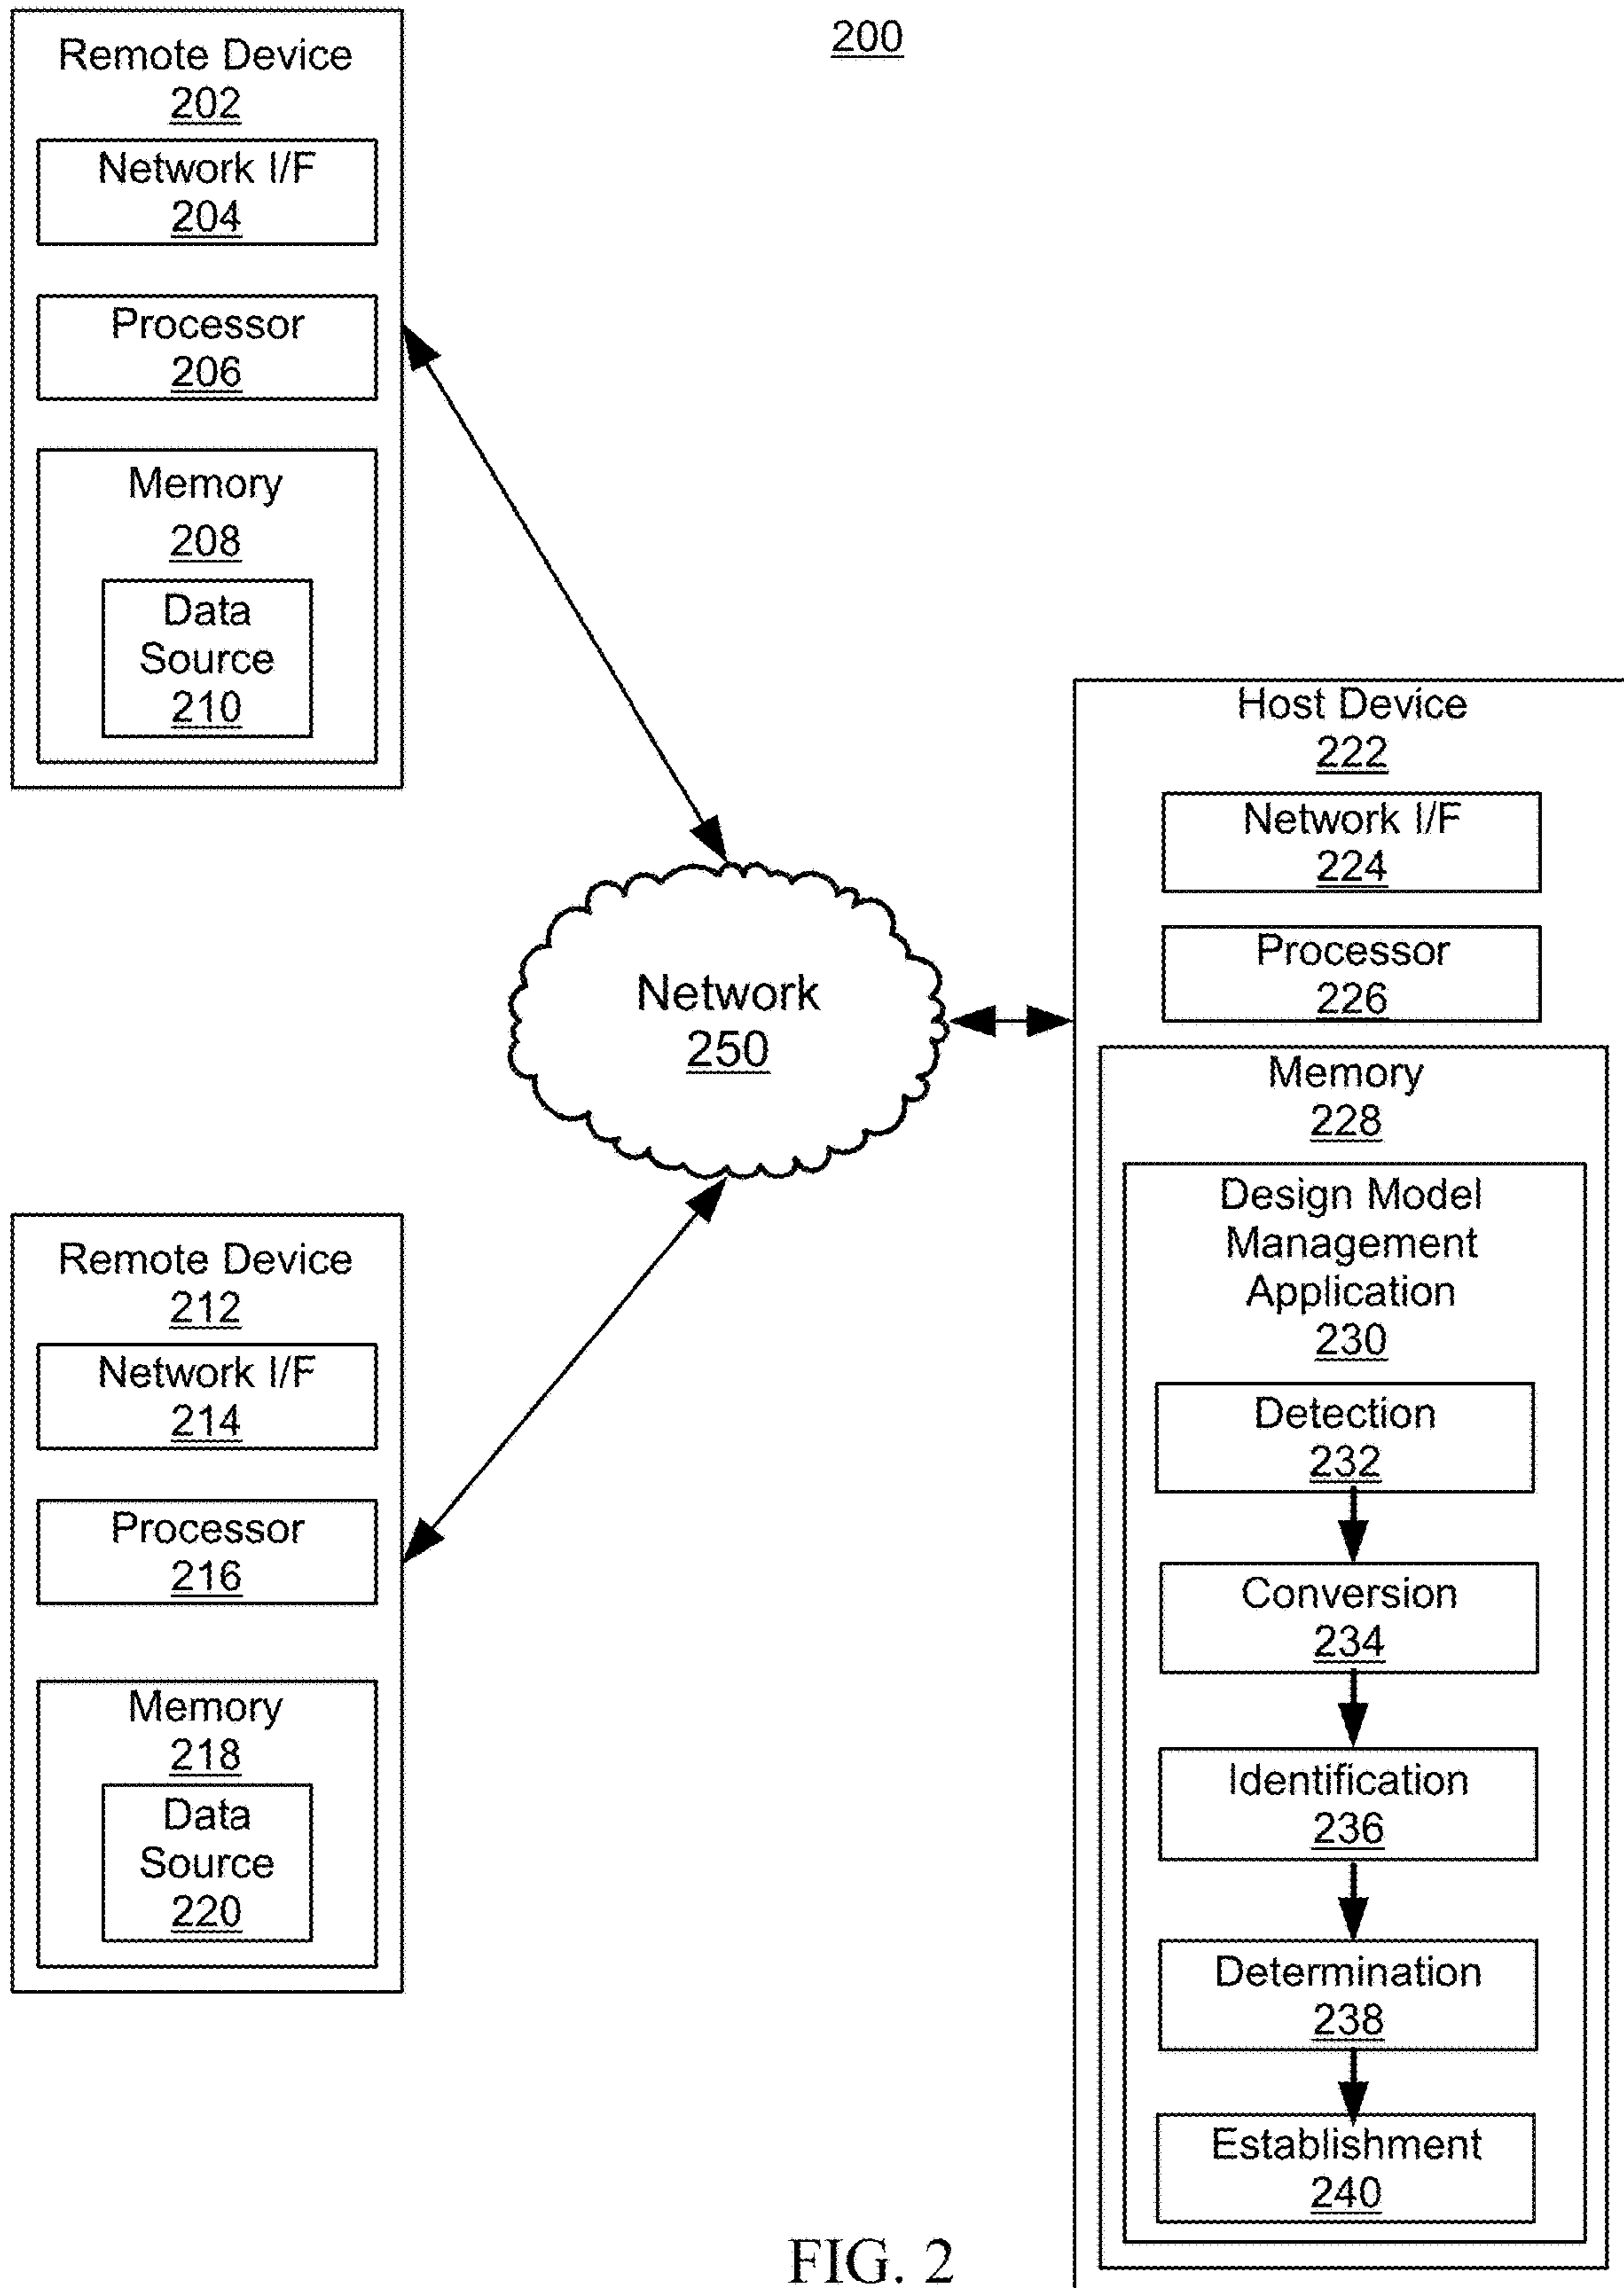 200
Remote Device
202
Network I/F
204
Processor
206
Memory
208
Data
Source
210
Network
250
Remote Device
212
Network I/F
214
Processor
216
Memory
218
Data
Source
220
Host Device
222
Network I/F
224
Processor
226
Memory
228
Design Model
Management
Application
230
Detection
232
Conversion
234
Identification
236
Determination
238
Establishment
240
FIG. 2